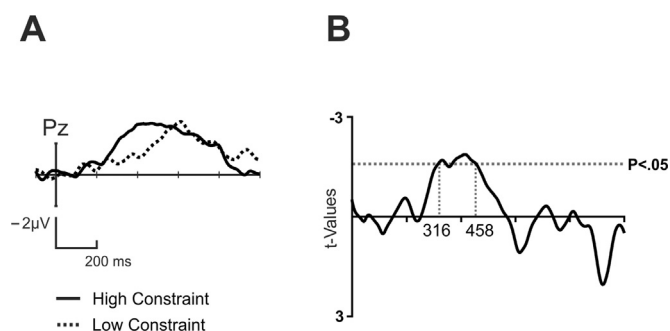 A
Pz
−2μV
200 ms
High Constraint
Low Constraint
B
-3
P<.05
t-Values
316
458
3